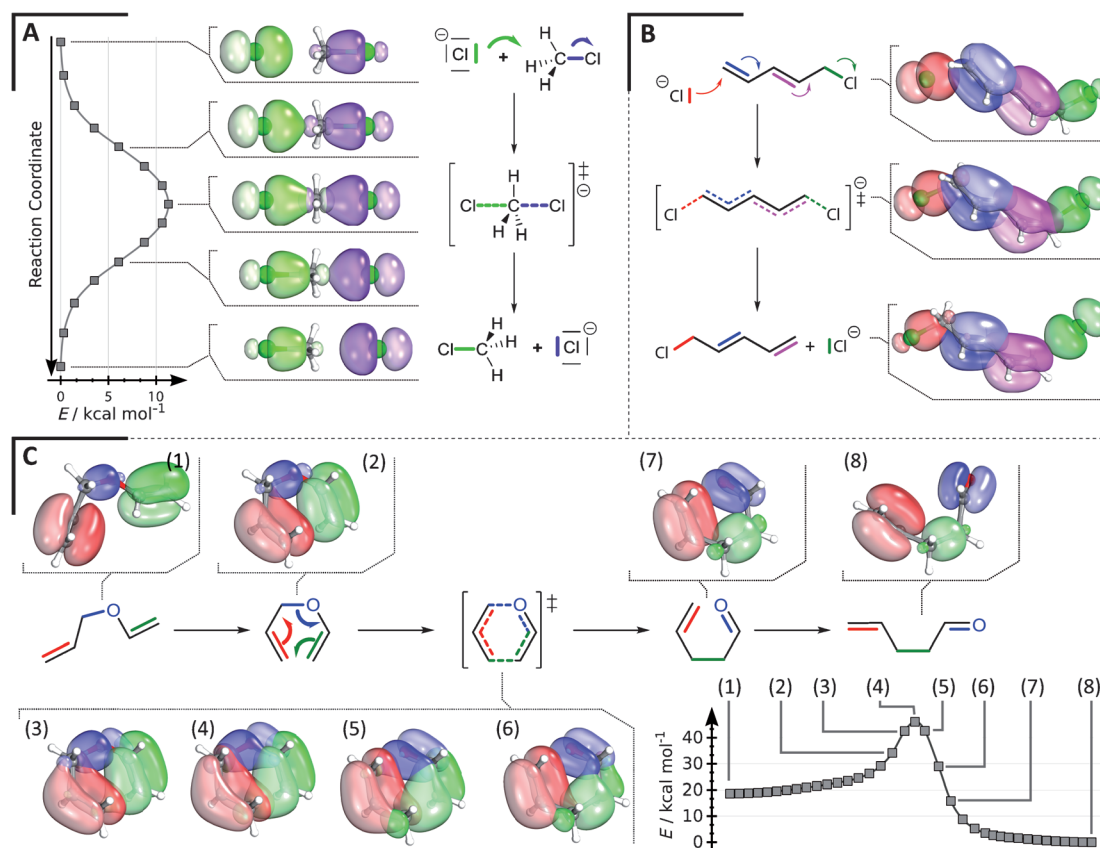 A
Reaction Coordinate
0 5 10
E / kcal mol⁻¹
⊖
Cl + H H H C Cl
‡
⊖
H
Cl C Cl
H H
Cl C H H H + Cl ⊖
B
⊖
Cl Cl
⊖
‡
Cl Cl
Cl + Cl ⊖
C
(1) (2) (7) (8)
O O O ‡ O O
(3) (4) (5) (6)
(1) (2) (3) (4) (5) (6) (7) (8)
E / kcal mol⁻¹
40
30
20
10
0